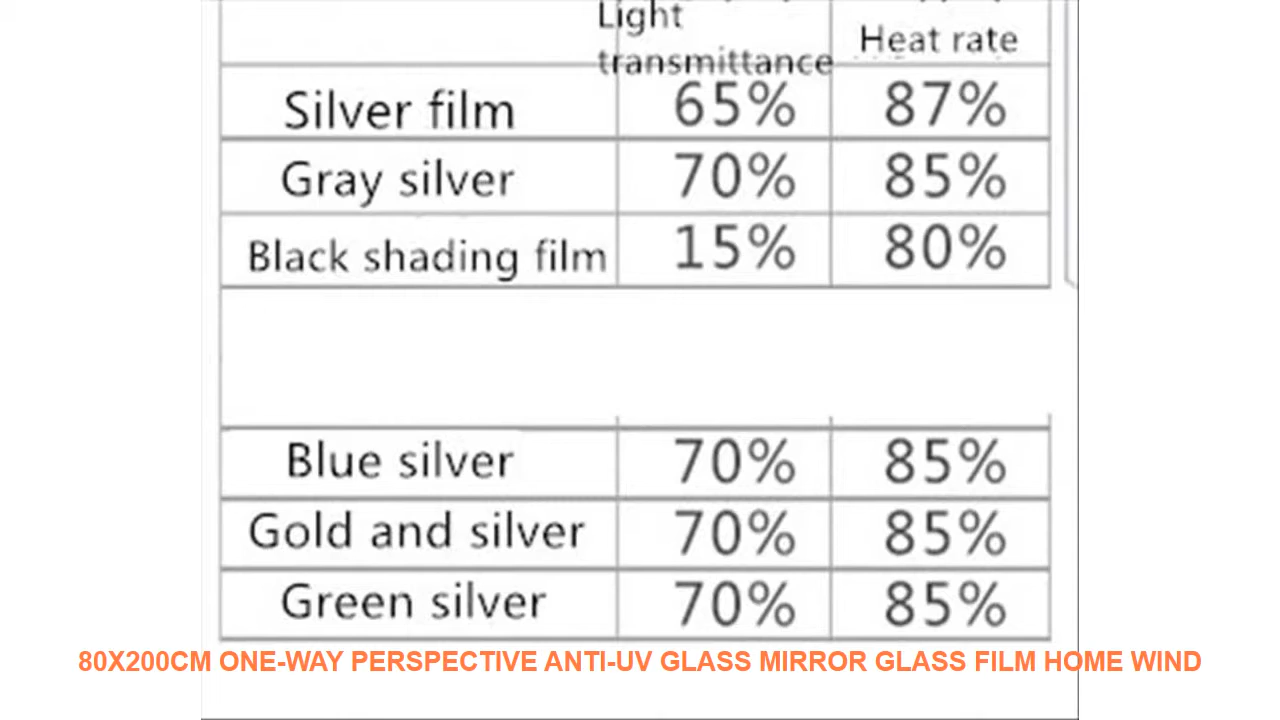 Light
transmittance
Heat rate
Silver film 65% 87%
Gray silver 70% 85%
Black shading film 15% 80%
Blue silver 70% 85%
Gold and silver 70% 85%
Green silver 70% 85%
80X200CM ONE-WAY PERSPECTIVE ANTI-UV GLASS MIRROR GLASS FILM HOME WIND